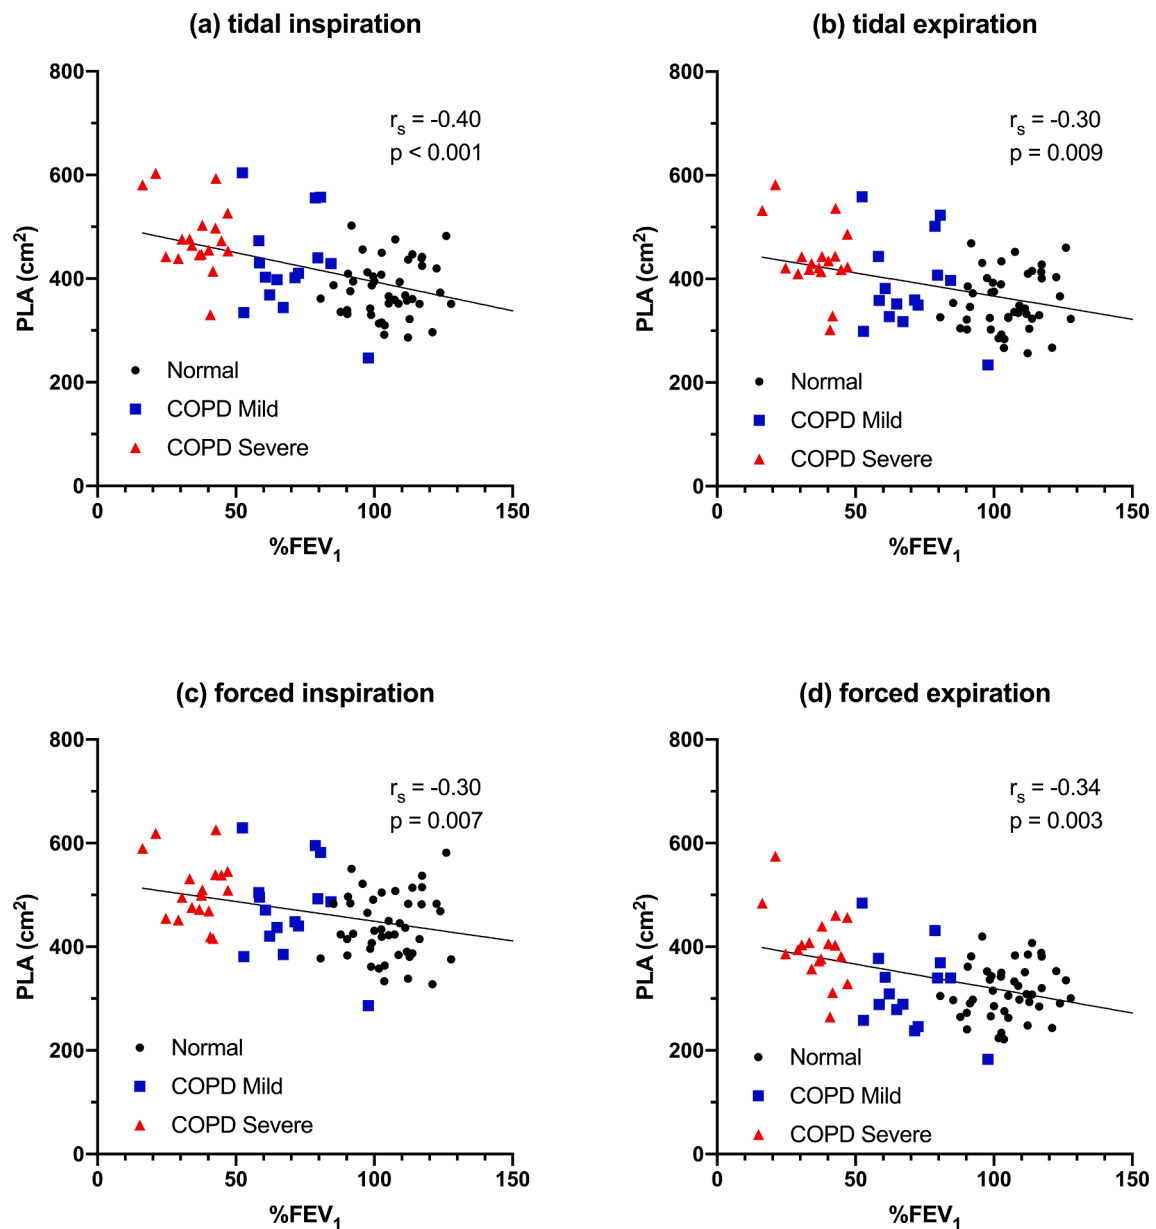 (a) tidal inspiration
800
600
400
200
0
PLA (cm²)
rₛ = -0.40
p < 0.001
Normal
COPD Mild
COPD Severe
0 50 100 150
%FEV₁
(b) tidal expiration
800
600
400
200
0
PLA (cm²)
rₛ = -0.30
p = 0.009
Normal
COPD Mild
COPD Severe
0 50 100 150
%FEV₁
(c) forced inspiration
800
600
400
200
0
PLA (cm²)
rₛ = -0.30
p = 0.007
Normal
COPD Mild
COPD Severe
0 50 100 150
%FEV₁
(d) forced expiration
800
600
400
200
0
PLA (cm²)
rₛ = -0.34
p = 0.003
Normal
COPD Mild
COPD Severe
0 50 100 150
%FEV₁